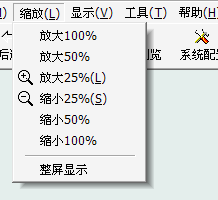 缩放(L) 显示(V) 工具(T) 帮助(H)
放大100%
放大50%
放大25%(L)
缩小25%(S)
缩小50%
缩小100%
整屏显示
后 览 系统配